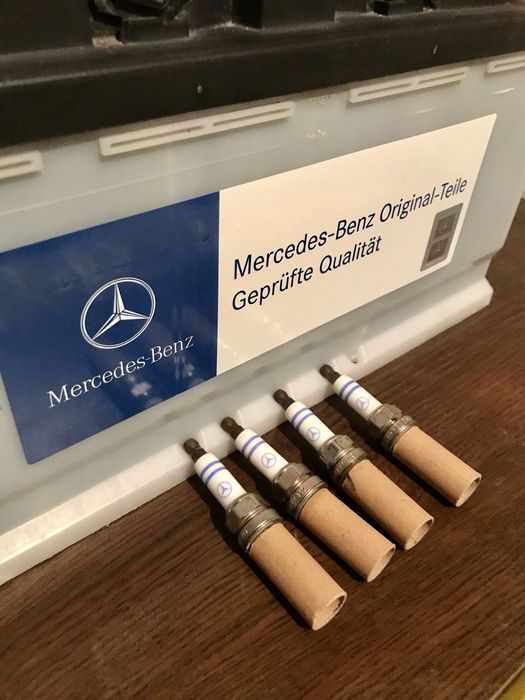 Mercedes-Benz Original-Teile
Geprüfte Qualität
Mercedes-Benz